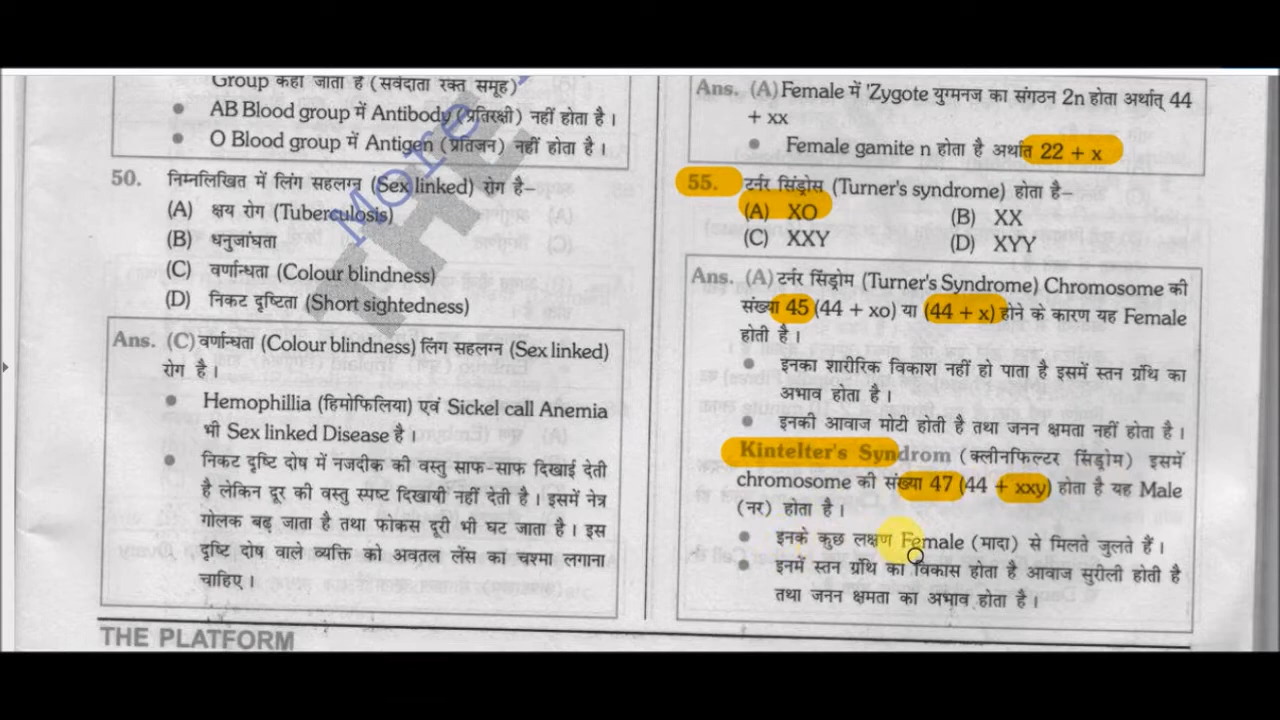 Group कहा जाता है (सर्वदाता रक्त समूह)
AB Blood group में Antibody (प्रतिरक्षी) नहीं होता है।
O Blood group में Antigen (प्रतिजन) नहीं होता है।
50. निम्नलिखित में लिंग सहलग्न (Sex linked) रोग है–
(A) क्षय रोग (Tuberculosis)
(B) धनुजांघता
(C) वर्णान्धता (Colour blindness)
(D) निकट दृष्टिता (Short sightedness)
Ans. (C) वर्णान्धता (Colour blindness) लिंग सहलग्न (Sex linked)
रोग है।
Hemophillia (हिमोफिलिया) एवं Sickel call Anemia
भी Sex linked Disease है।
निकट दृष्टि दोष में नजदीक की वस्तु साफ-साफ दिखाई देती
है लेकिन दूर की वस्तु स्पष्ट दिखायी नहीं देती है। इसमें नेत्र
गोलक बढ़ जाता है तथा फोकस दूरी भी घट जाता है। इस
दृष्टि दोष वाले व्यक्ति को अवतल लेंस का चश्मा लगाना
चाहिए।
THE PLATFORM
Ans. (A) Female में 'Zygote युग्मनज का संगठन 2n होता अर्थात् 44
+ xx
Female gamite n होता है अर्थात 22 + x
55. टर्नर सिंड्रोस (Turner's syndrome) होता है–
(A) XO (B) XX
(C) XXY (D) XYY
Ans. (A) टर्नर सिंड्रोम (Turner's Syndrome) Chromosome की
संख्या 45 (44 + xo) या (44 + x) होने के कारण यह Female
होती है।
इनका शारीरिक विकाश नहीं हो पाता है इसमें स्तन ग्रंथि का
अभाव होता है।
इनकी आवाज मोटी होती है तथा जनन क्षमता नहीं होता है।
Kintelter's Syndrom (क्लीनफिल्टर सिंड्रोम) इसमें
chromosome की संख्या 47 (44 + xxy) होता है यह Male
(नर) होता है।
इनके कुछ लक्षण Female (मादा) से मिलते जुलते हैं।
इनमें स्तन ग्रंथि का विकास होता है आवाज सुरीली होती है
तथा जनन क्षमता का अभाव होता है।
More
THE